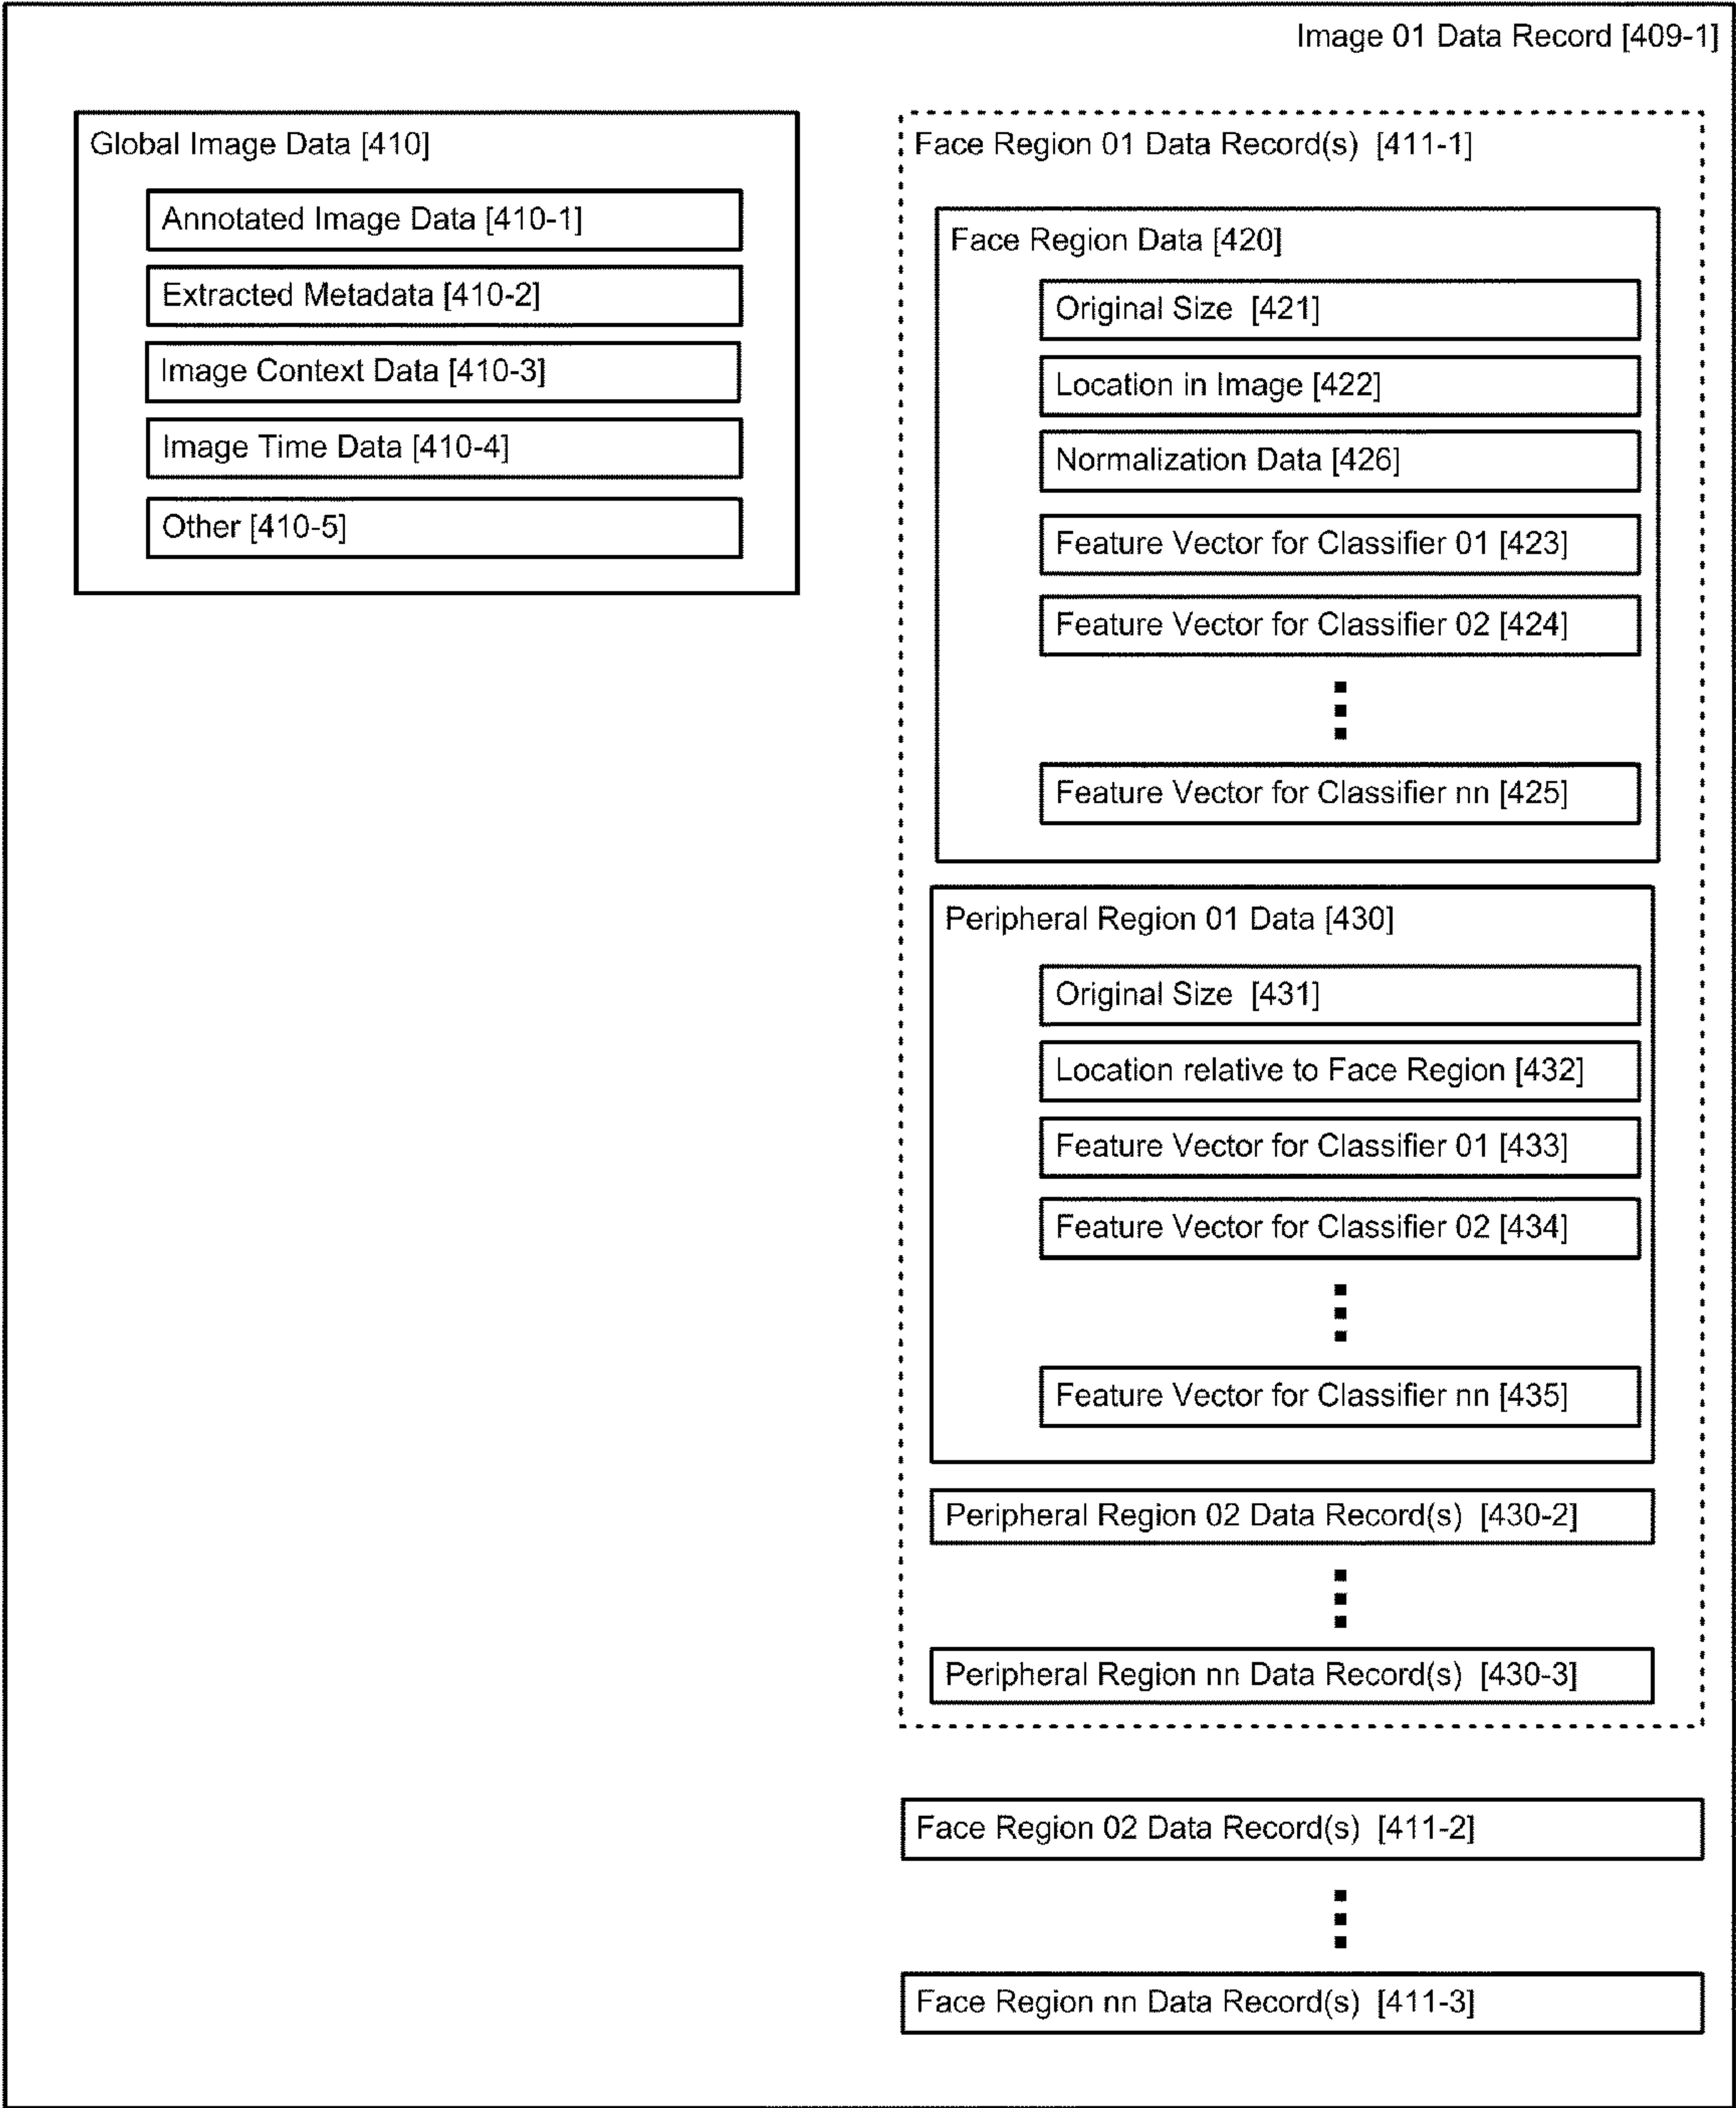 Image 01 Data Record [409-1]
Global Image Data [410]
Annotated Image Data [410-1]
Extracted Metadata [410-2]
Image Context Data [410-3]
Image Time Data [410-4]
Other [410-5]
Face Region 01 Data Record(s) [411-1]
Face Region Data [420]
Original Size [421]
Location in Image [422]
Normalization Data [426]
Feature Vector for Classifier 01 [423]
Feature Vector for Classifier 02 [424]
Feature Vector for Classifier nn [425]
Peripheral Region 01 Data [430]
Original Size [431]
Location relative to Face Region [432]
Feature Vector for Classifier 01 [433]
Feature Vector for Classifier 02 [434]
Feature Vector for Classifier nn [435]
Peripheral Region 02 Data Record(s) [430-2]
Peripheral Region nn Data Record(s) [430-3]
Face Region 02 Data Record(s) [411-2]
Face Region nn Data Record(s) [411-3]